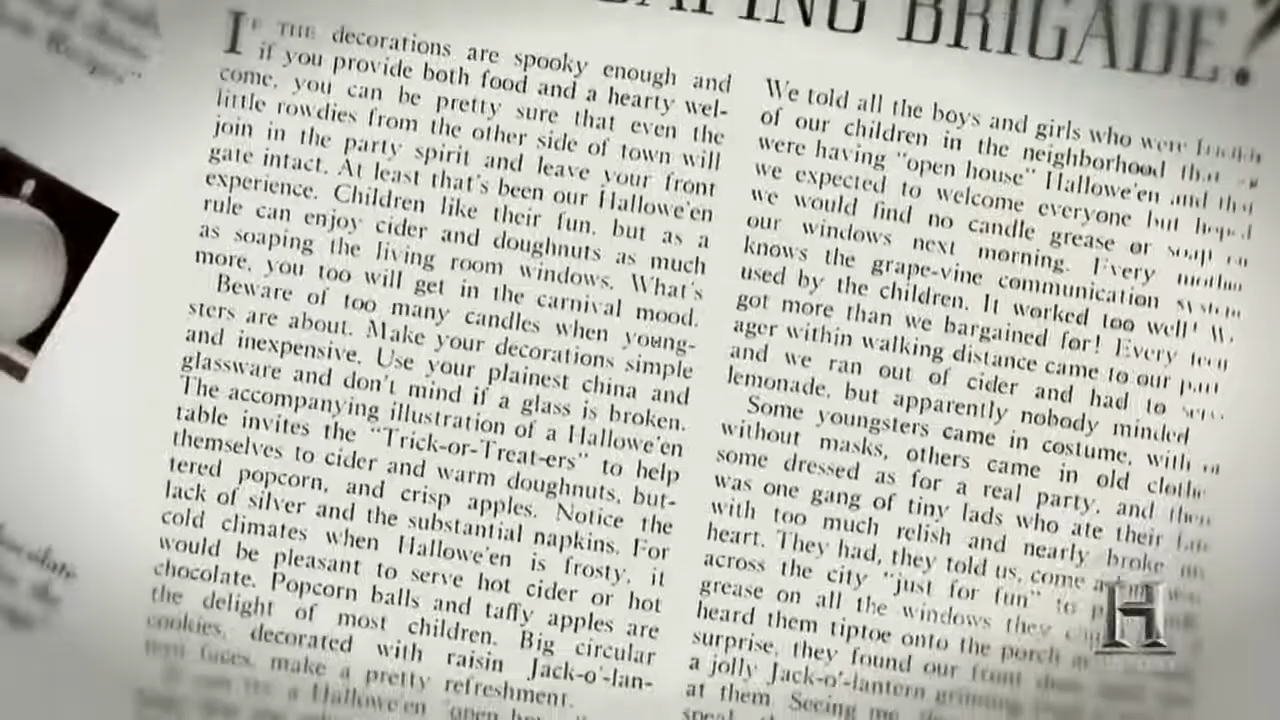 BRIGADE?
IF THE decorations are spooky enough and
if you provide both food and a hearty wel-
come, you can be pretty sure that even the
little rowdies from the other side of town will
join in the party spirit and leave your front
gate intact. At least that's been our Hallowe'en
experience. Children like their fun, but as a
rule can enjoy cider and doughnuts as much
as soaping the living room windows. What's
more, you too will get in the carnival mood.
Beware of too many candles when young-
sters are about. Make your decorations simple
and inexpensive. Use your plainest china and
glassware and don't mind if a glass is broken.
The accompanying illustration of a Hallowe'en
table invites the "Trick-or-Treat-ers" to help
themselves to cider and warm doughnuts, but-
tered popcorn, and crisp apples. Notice the
lack of silver and the substantial napkins. For
cold climates when Hallowe'en is frosty, it
would be pleasant to serve hot cider or hot
chocolate. Popcorn balls and taffy apples are
the delight of most children. Big circular
cookies, decorated with raisin Jack-o'-lan-
tern faces, make a pretty refreshment.
a Hallowe'en "open
We told all the boys and girls who were
of our children in the neighborhood that
were having "open house" Hallowe'en and that
we expected to welcome everyone but hoped
we would find no candle grease or soap on
our windows next morning. Every mother
knows the grape-vine communication system
used by the children. It worked too well! We
got more than we bargained for! Every teen
ager within walking distance came to our
and we ran out of cider and had to
lemonade, but apparently nobody minded
Some youngsters came in costume, with
without masks, others came in old
some dressed as for a real party, and
was one gang of tiny lads who ate their
with too much relish and nearly broke
heart. They had, they told us, come
across the city "just for fun" to
grease on all the windows they
heard them tiptoe onto the porch
surprise, they found our front
a jolly Jack-o'-lantern
at them. Seeing me
H